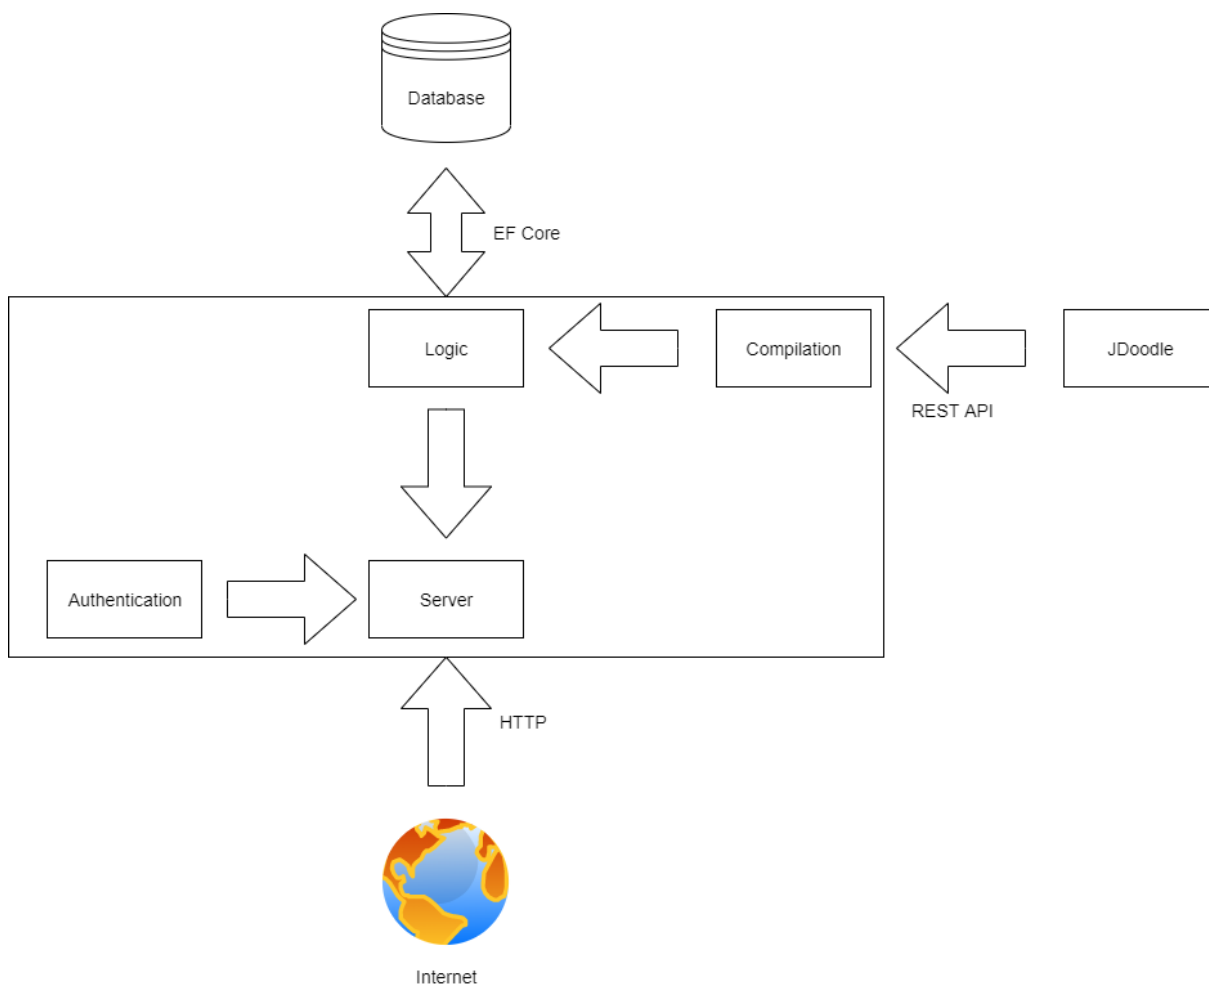 Database
EF Core
Logic
Compilation
JDoodle
REST API
Authentication
Server
HTTP
Internet